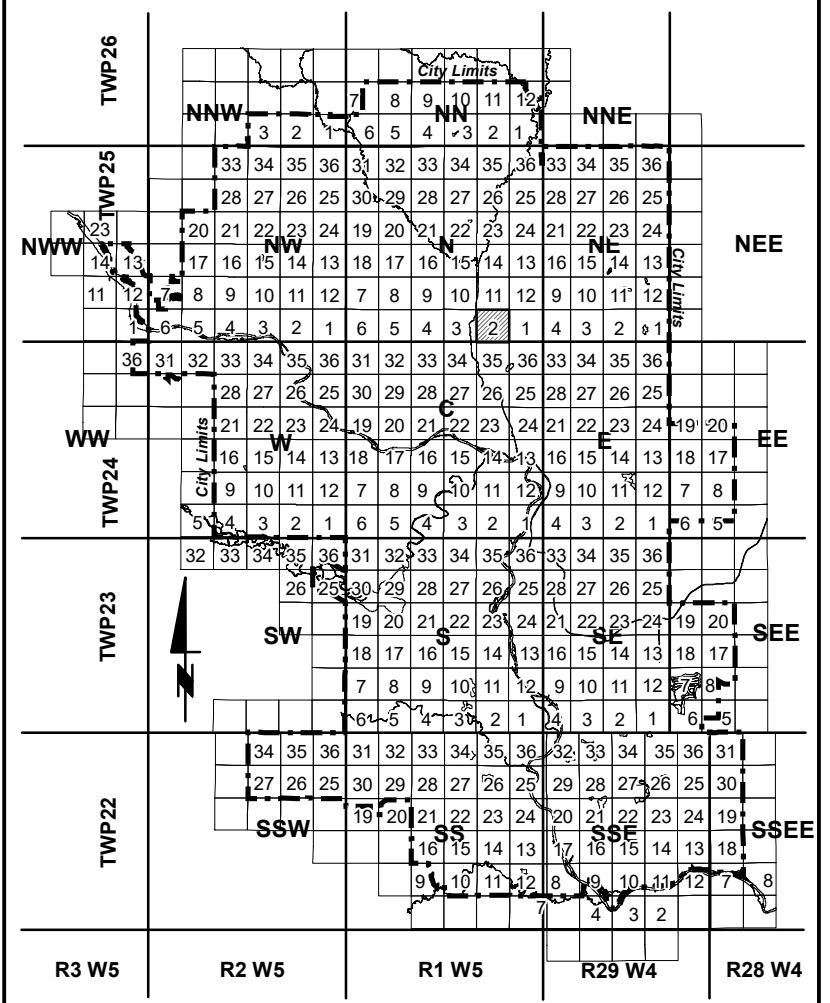 TWP26
City Limits
7 8 9 10 11 12
NNW NN NNE
3 2 1 6 5 4 3 2 1
TWP25
33 34 35 36 31 32 33 34 35 36 33 34 35 36
28 27 26 25 30 29 28 27 26 25 28 27 26 25
23 20 21 22 23 24 19 20 21 22 23 24 21 22 23 24
NWW NW N NE NEE
14 13 17 16 15 14 13 18 17 16 15 14 13 16 15 14 13
City Limits
11 12 7 8 9 10 11 12 7 8 9 10 11 12 9 10 11 12
1 6 5 4 3 2 1 6 5 4 3 2 1 4 3 2 1
36 31 32 33 34 35 36 31 32 33 34 35 36 33 34 35 36
28 27 26 25 30 29 28 27 26 25 28 27 26 25
C
21 22 23 24 19 20 21 22 23 24 21 22 23 24 19 20
WW W E EE
City Limits
16 15 14 13 18 17 16 15 14 13 16 15 14 13 18 17
TWP24
9 10 11 12 7 8 9 10 11 12 9 10 11 12 7 8
5 4 3 2 1 6 5 4 3 2 1 4 3 2 1 6 5
32 33 34 35 36 31 32 33 34 35 36 33 34 35 36
26 25 30 29 28 27 26 25 28 27 26 25
TWP23
19 20 21 22 23 24 21 22 23 24 19 20
SW S SE SEE
18 17 16 15 14 13 16 15 14 13 18 17
N
7 8 9 10 11 12 9 10 11 12 7 8
6 5 4 3 2 1 4 3 2 1 6 5
34 35 36 31 32 33 34 35 36 32 33 34 35 36 31
27 26 25 30 29 28 27 26 25 29 28 27 26 25 30
TWP22
19 20 21 22 23 24 20 21 22 23 24 19
SSW SS SSE SSEE
16 15 14 13 17 16 15 14 13 18
9 10 11 12 8 9 10 11 12 7 8
7 4 3 2
R3 W5 R2 W5 R1 W5 R29 W4 R28 W4